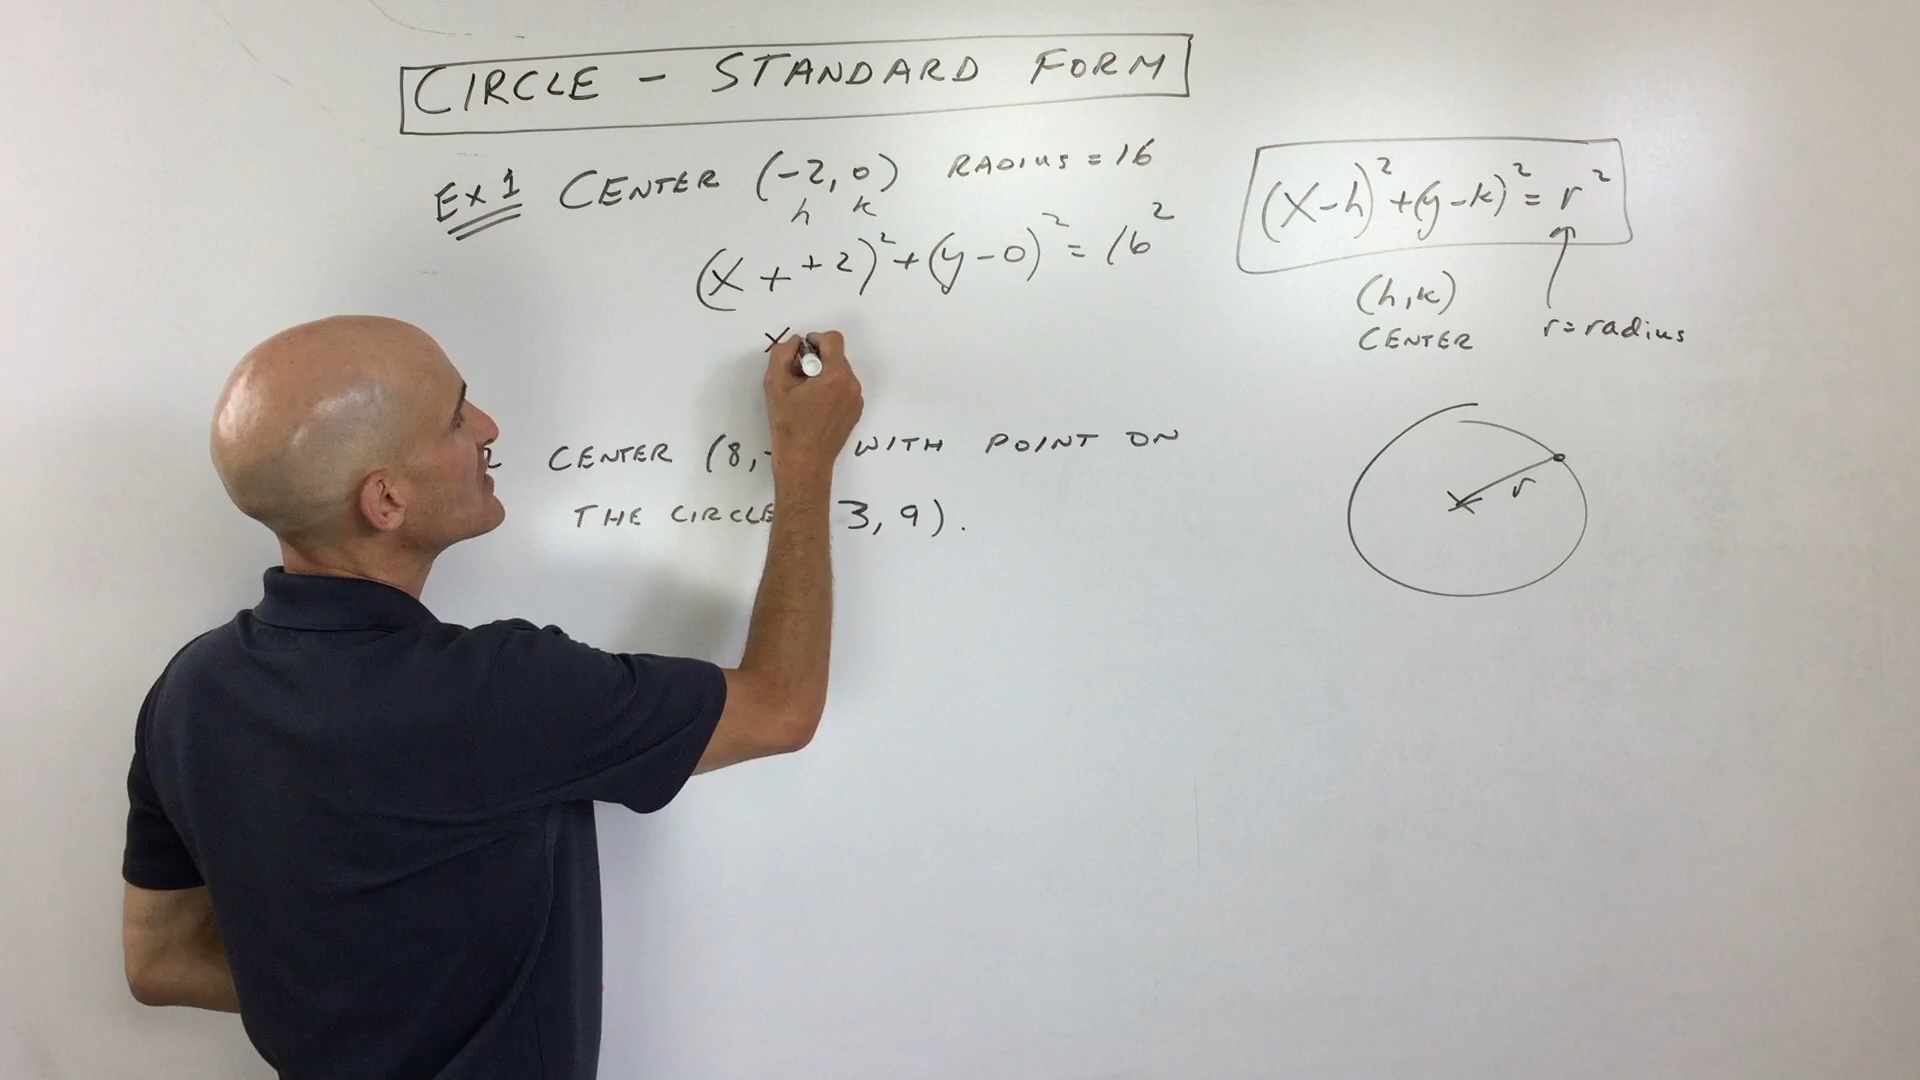 CIRCLE - STANDARD FORM
Ex 1 CENTER (-2, 0) RADIUS = 16
h k
(x + +2)² + (y - 0)² = 16²
x
2 CENTER (8, - WITH POINT ON
THE CIRCLE 3, 9).
(x-h)² + (y-k)² = r²
(h, k)
CENTER
r = radius
r